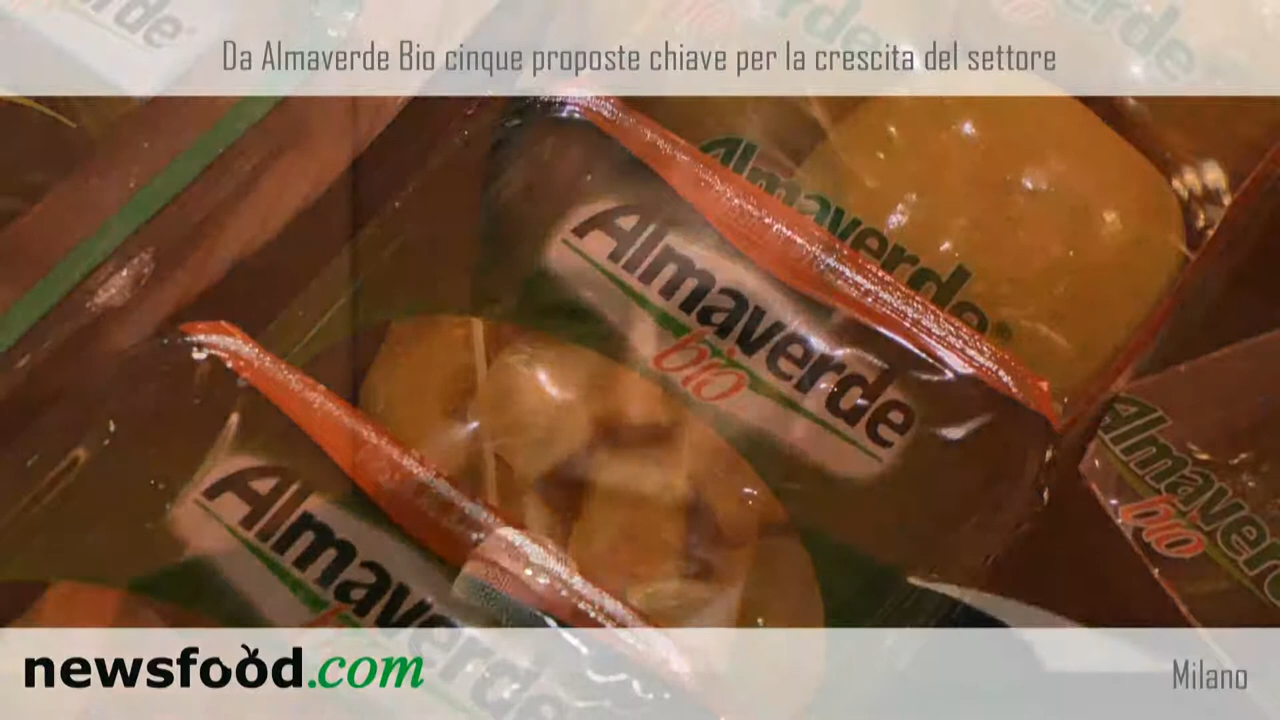 Da Almaverde Bio cinque proposte chiave per la crescita del settore
Almaverde
Almaverde
bio
Almaverde
bio
Almaverde
newsfood.com
Milano